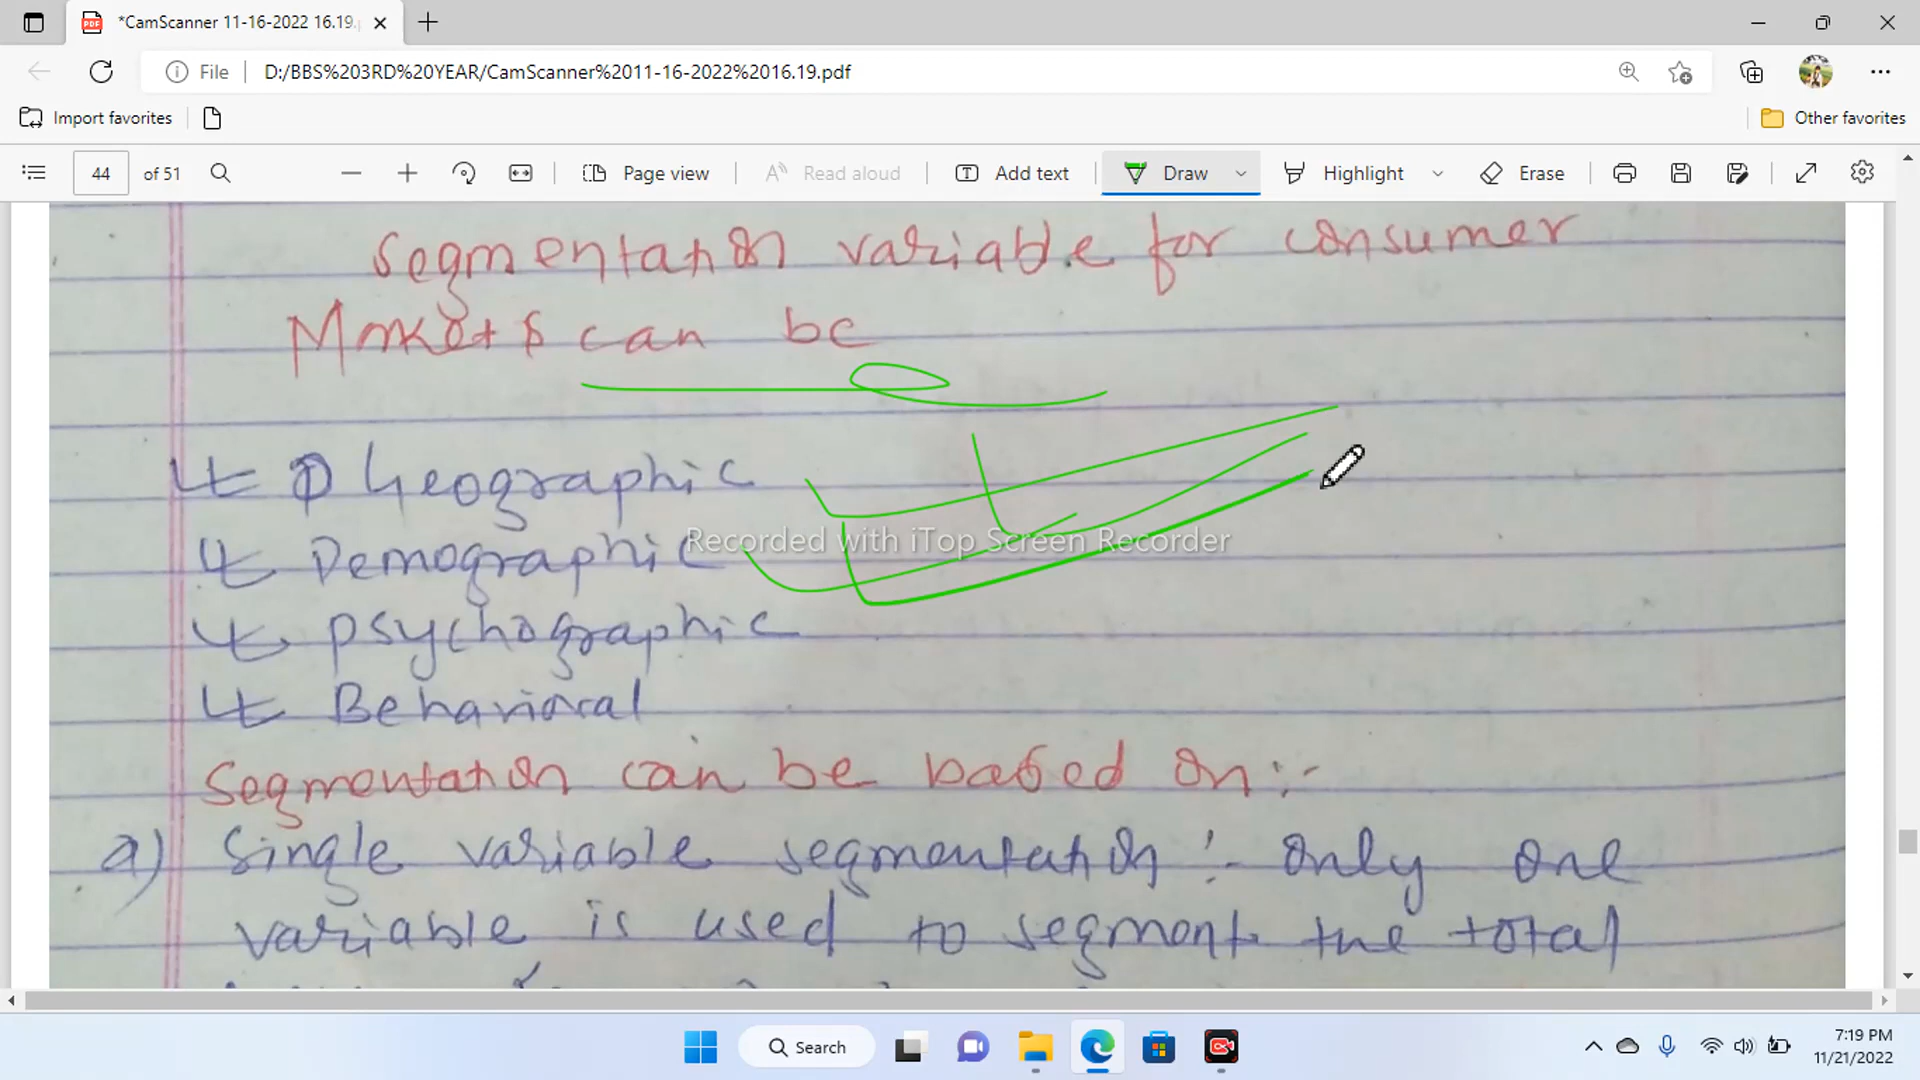 *CamScanner 11-16-2022 16.19.p
File
D:/BBS%203RD%20YEAR/CamScanner%2011-16-2022%2016.19.pdf
Import favorites
Other favorites
44 of 51
Page view
Read aloud
Add text
Draw
Highlight
Erase
Segmentation variable for consumer
Markets can be
Geographic
Recorded with iTop Screen Recorder
Demographic
Psychographic
Behavioral
Segmentation can be based on:-
a) Single variable segmentation :- Only one
variable is used to segment the total
Search
7:19 PM
11/21/2022